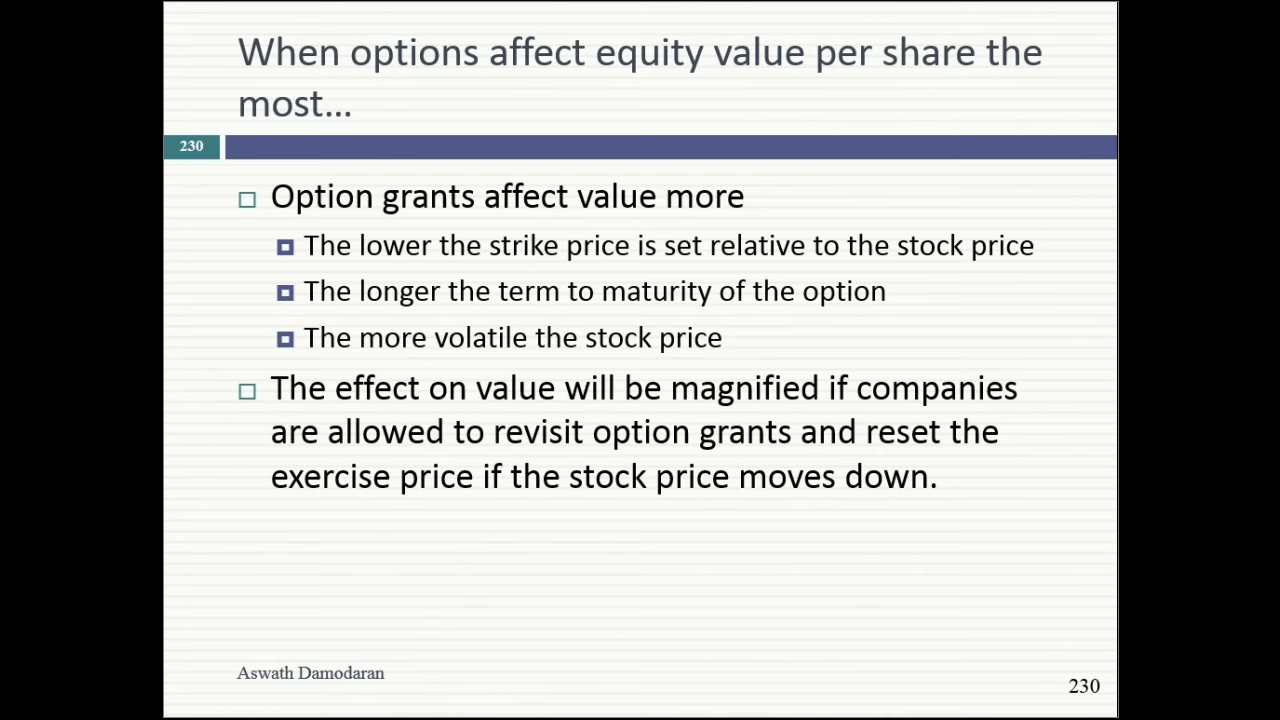 When options affect equity value per share the
most…
230
Option grants affect value more
The lower the strike price is set relative to the stock price
The longer the term to maturity of the option
The more volatile the stock price
The effect on value will be magnified if companies
are allowed to revisit option grants and reset the
exercise price if the stock price moves down.
Aswath Damodaran
230